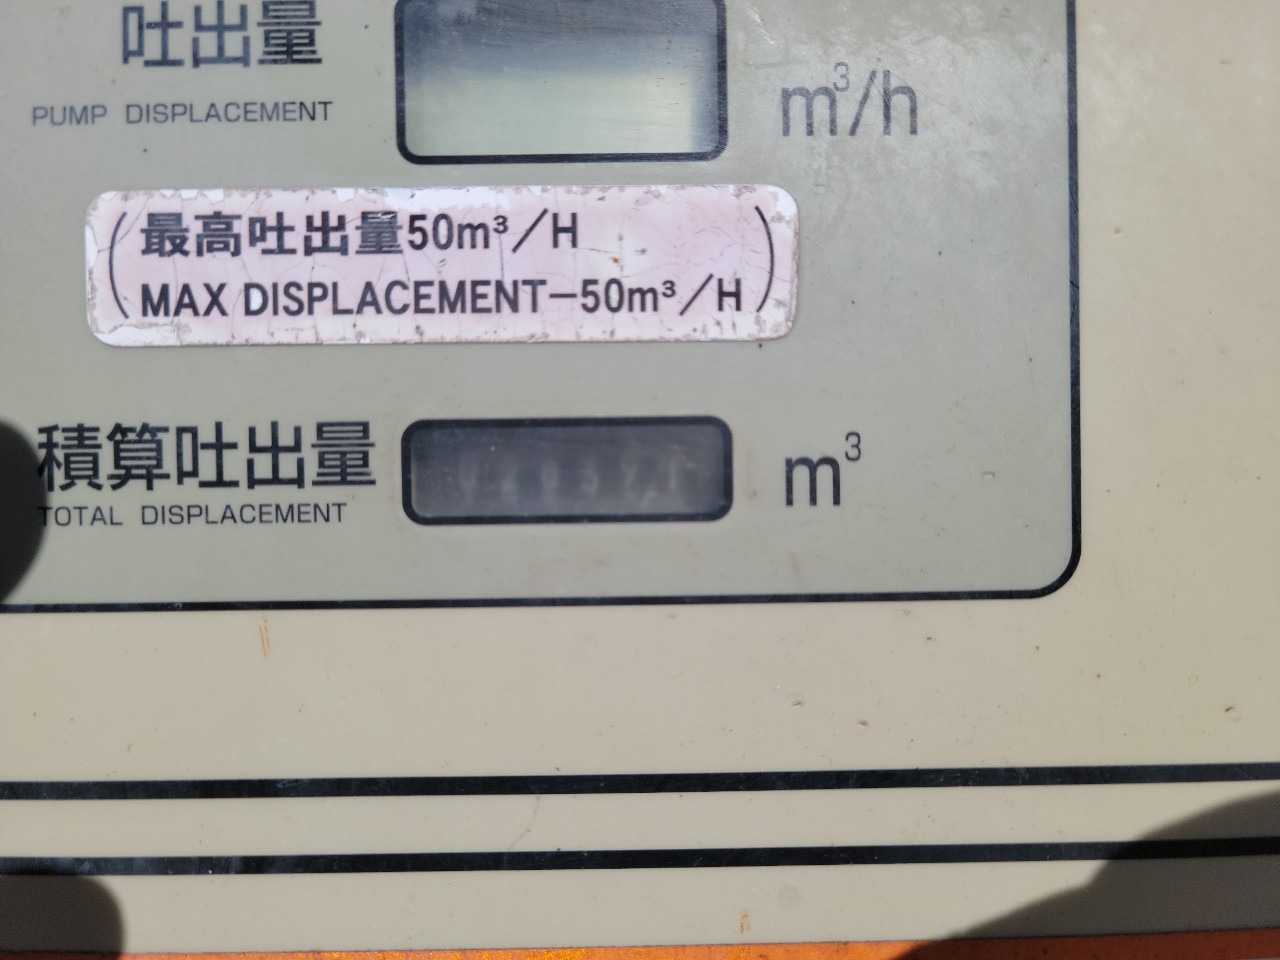 吐出量
PUMP DISPLACEMENT
m³/h
(最高吐出量50m³/H
MAX DISPLACEMENT−50m³/H)
積算吐出量
TOTAL DISPLACEMENT
m³